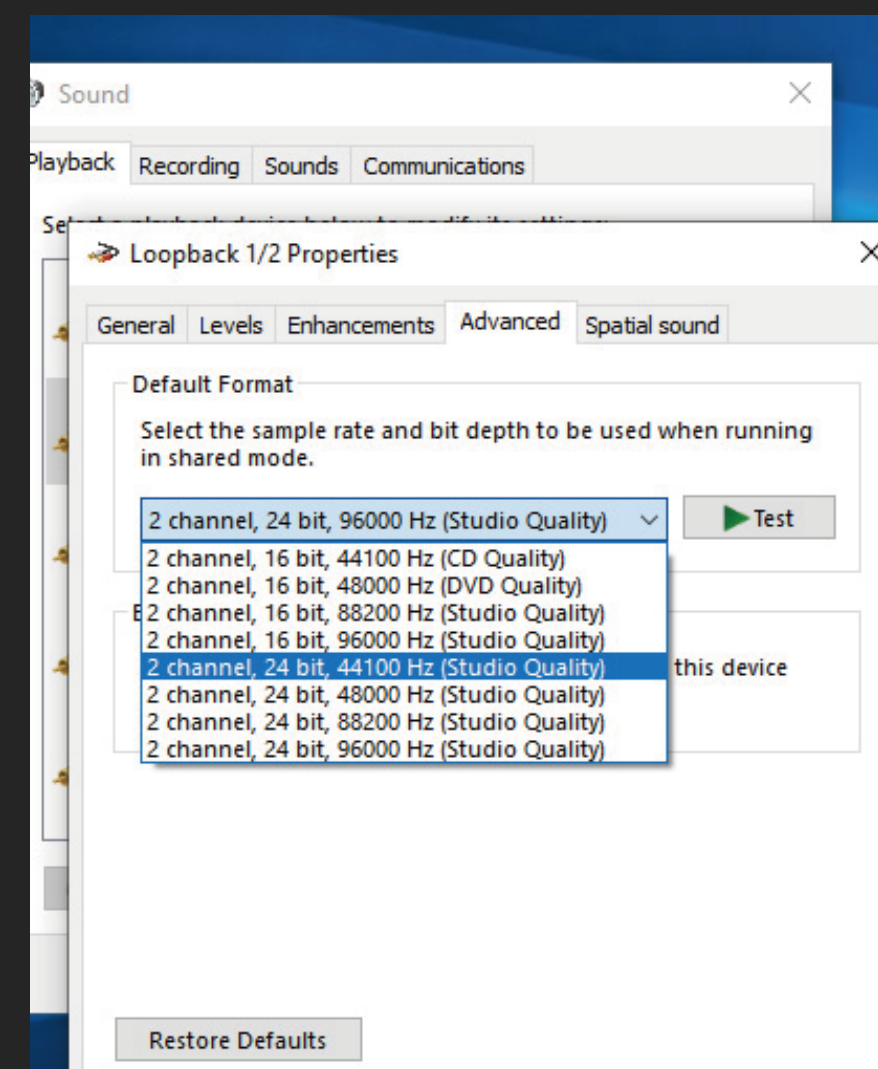 Sound
Playback Recording Sounds Communications
Loopback 1/2 Properties
General Levels Enhancements Advanced Spatial sound
Default Format
Select the sample rate and bit depth to be used when running
in shared mode.
2 channel, 24 bit, 96000 Hz (Studio Quality)
Test
2 channel, 16 bit, 44100 Hz (CD Quality)
2 channel, 16 bit, 48000 Hz (DVD Quality)
2 channel, 16 bit, 88200 Hz (Studio Quality)
2 channel, 16 bit, 96000 Hz (Studio Quality)
2 channel, 24 bit, 44100 Hz (Studio Quality) this device
2 channel, 24 bit, 48000 Hz (Studio Quality)
2 channel, 24 bit, 88200 Hz (Studio Quality)
2 channel, 24 bit, 96000 Hz (Studio Quality)
Restore Defaults